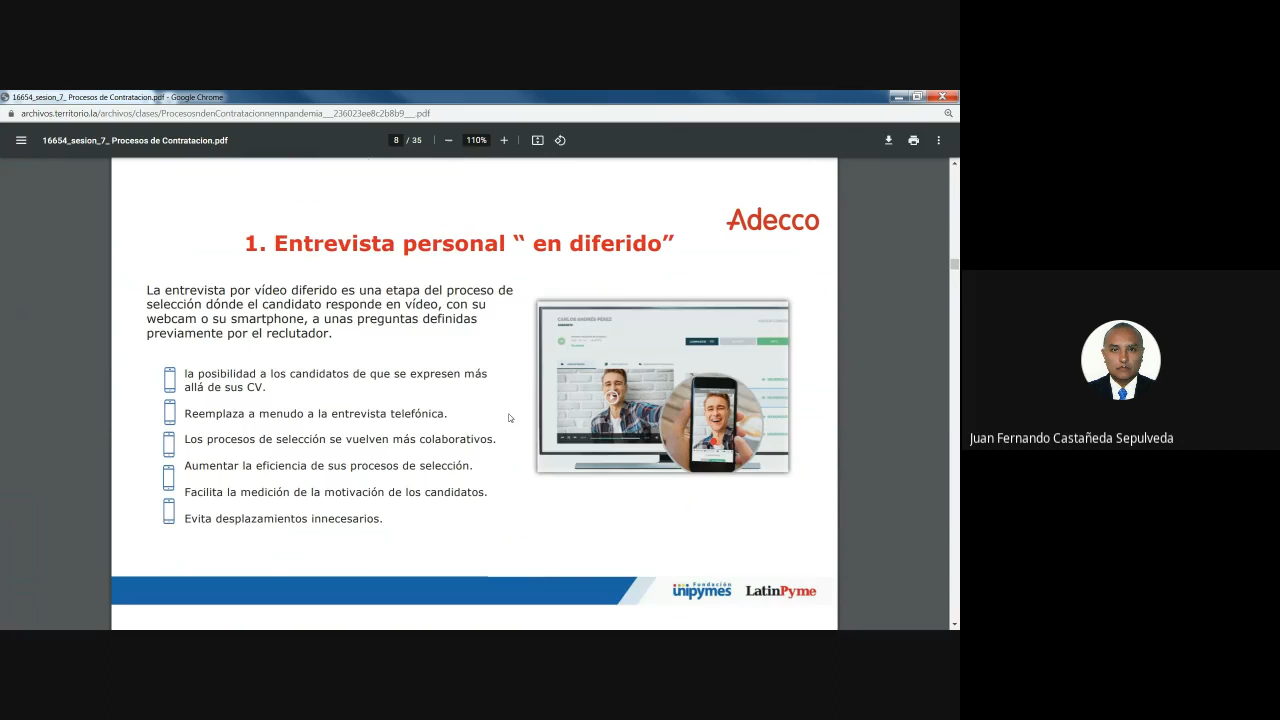 16654_sesion_7_ Procesos de Contratacion.pdf - Google Chrome
archivos.territorio.la/archivos/clases/ProcesosndenContratacionnennpandemia__236023ee8c2b8b9__.pdf
16654_sesion_7_ Procesos de Contratacion.pdf
8 / 35
110%
Adecco
1. Entrevista personal “ en diferido”
La entrevista por vídeo diferido es una etapa del proceso de
selección dónde el candidato responde en vídeo, con su
webcam o su smartphone, a unas preguntas definidas
previamente por el reclutador.
CARLOS ANDRÉS PÉREZ
la posibilidad a los candidatos de que se expresen más
allá de sus CV.
Reemplaza a menudo a la entrevista telefónica.
Los procesos de selección se vuelven más colaborativos.
Aumentar la eficiencia de sus procesos de selección.
Facilita la medición de la motivación de los candidatos.
Evita desplazamientos innecesarios.
Fundación
unipymes
LatinPyme
Juan Fernando Castañeda Sepulveda